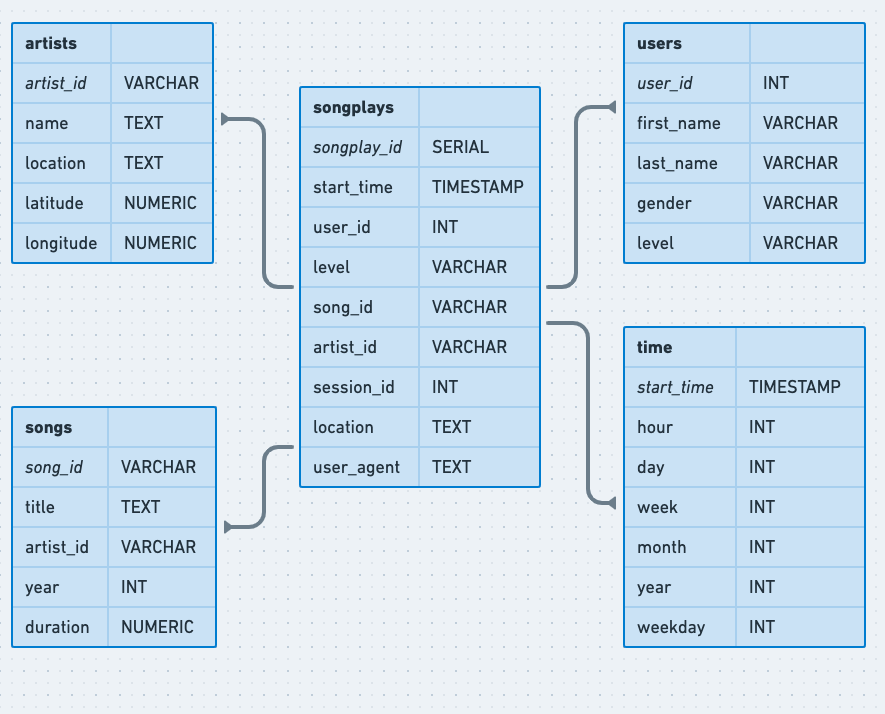 artists
artist_id VARCHAR
name TEXT
location TEXT
latitude NUMERIC
longitude NUMERIC
songplays
songplay_id SERIAL
start_time TIMESTAMP
user_id INT
level VARCHAR
song_id VARCHAR
artist_id VARCHAR
session_id INT
location TEXT
user_agent TEXT
users
user_id INT
first_name VARCHAR
last_name VARCHAR
gender VARCHAR
level VARCHAR
songs
song_id VARCHAR
title TEXT
artist_id VARCHAR
year INT
duration NUMERIC
time
start_time TIMESTAMP
hour INT
day INT
week INT
month INT
year INT
weekday INT